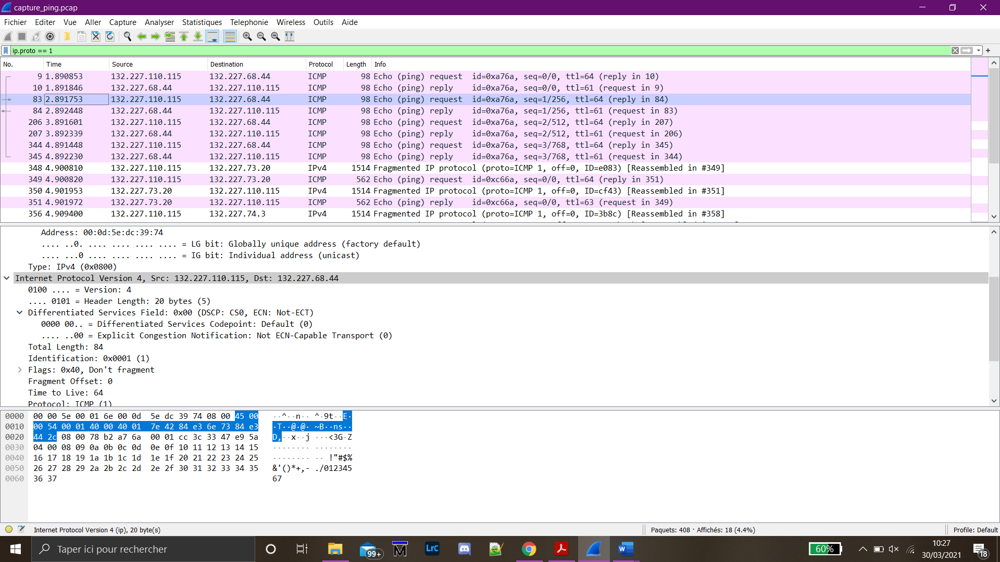 capture_ping.pcap
Fichier Editer Vue Aller Capture Analyser Statistiques Telephonie Wireless Outils Aide
ip.proto == 1
No. Time Source Destination Protocol Length Info
9 1.890853 132.227.110.115 132.227.68.44 ICMP 98 Echo (ping) request id=0xa76a, seq=0/0, ttl=64 (reply in 10)
10 1.891846 132.227.68.44 132.227.110.115 ICMP 98 Echo (ping) reply id=0xa76a, seq=0/0, ttl=61 (request in 9)
83 2.891753 132.227.110.115 132.227.68.44 ICMP 98 Echo (ping) request id=0xa76a, seq=1/256, ttl=64 (reply in 84)
84 2.892448 132.227.68.44 132.227.110.115 ICMP 98 Echo (ping) reply id=0xa76a, seq=1/256, ttl=61 (request in 83)
206 3.891601 132.227.110.115 132.227.68.44 ICMP 98 Echo (ping) request id=0xa76a, seq=2/512, ttl=64 (reply in 207)
207 3.892339 132.227.68.44 132.227.110.115 ICMP 98 Echo (ping) reply id=0xa76a, seq=2/512, ttl=61 (request in 206)
344 4.891448 132.227.110.115 132.227.68.44 ICMP 98 Echo (ping) request id=0xa76a, seq=3/768, ttl=64 (reply in 345)
345 4.892230 132.227.68.44 132.227.110.115 ICMP 98 Echo (ping) reply id=0xa76a, seq=3/768, ttl=61 (request in 344)
348 4.900810 132.227.110.115 132.227.73.20 IPv4 1514 Fragmented IP protocol (proto=ICMP 1, off=0, ID=e083) [Reassembled in #349]
349 4.900820 132.227.110.115 132.227.73.20 ICMP 562 Echo (ping) request id=0xc66a, seq=0/0, ttl=64 (reply in 351)
350 4.901953 132.227.73.20 132.227.110.115 IPv4 1514 Fragmented IP protocol (proto=ICMP 1, off=0, ID=cf43) [Reassembled in #351]
351 4.901972 132.227.73.20 132.227.110.115 ICMP 562 Echo (ping) reply id=0xc66a, seq=0/0, ttl=63 (request in 349)
356 4.909400 132.227.110.115 132.227.74.3 IPv4 1514 Fragmented IP protocol (proto=ICMP 1, off=0, ID=3b8c) [Reassembled in #358]
Address: 00:0d:5e:dc:39:74
.... ..0. .... .... .... .... = LG bit: Globally unique address (factory default)
.... ...0 .... .... .... .... = IG bit: Individual address (unicast)
Type: IPv4 (0x0800)
Internet Protocol Version 4, Src: 132.227.110.115, Dst: 132.227.68.44
0100 .... = Version: 4
.... 0101 = Header Length: 20 bytes (5)
Differentiated Services Field: 0x00 (DSCP: CS0, ECN: Not-ECT)
0000 00.. = Differentiated Services Codepoint: Default (0)
.... ..00 = Explicit Congestion Notification: Not ECN-Capable Transport (0)
Total Length: 84
Identification: 0x0001 (1)
Flags: 0x40, Don't fragment
Fragment Offset: 0
Time to Live: 64
Protocol: ICMP (1)
0000 00 00 5e 00 01 6e 00 0d 5e dc 39 74 08 00 45 00 ··^··n·· ^·9t··E·
0010 00 54 00 01 40 00 40 01 7e 42 84 e3 6e 73 84 e3 ·T··@·@· ~B··ns··
0020 44 2c 08 00 78 b2 a7 6a 00 01 cc 3c 33 47 e9 5a D,··x··j ···<3G·Z
0030 04 00 08 09 0a 0b 0c 0d 0e 0f 10 11 12 13 14 15 ········ ········
0040 16 17 18 19 1a 1b 1c 1d 1e 1f 20 21 22 23 24 25 ········ ·· !"#$%
0050 26 27 28 29 2a 2b 2c 2d 2e 2f 30 31 32 33 34 35 &'()*+,- ./012345
0060 36 37 67
Internet Protocol Version 4 (ip), 20 byte(s) Paquets: 408 · Affichés: 18 (4.4%) Profile: Default
Taper ici pour rechercher 99+ M LrC W 60% 10:27
30/03/2021 18